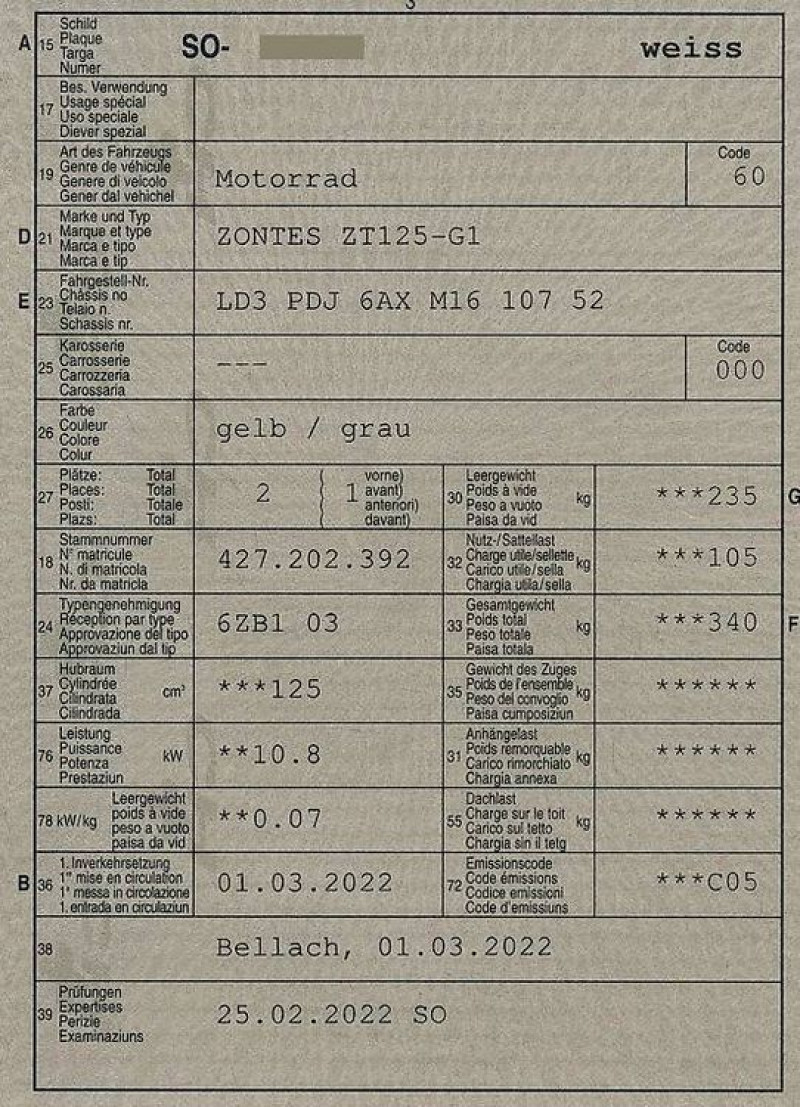 3
A 15 Schild
Plaque
Targa
Numer
SO-
weiss
17 Bes. Verwendung
Usage spécial
Uso speciale
Diever spezial
19 Art des Fahrzeugs
Genre de véhicule
Genere di veicolo
Gener dal vehichel
Motorrad
Code
60
D 21 Marke und Typ
Marque et type
Marca e tipo
Marca e tip
ZONTES ZT125-G1
E 23 Fahrgestell-Nr.
Châssis no
Telaio n.
Schassis nr.
LD3 PDJ 6AX M16 107 52
25 Karosserie
Carrosserie
Carrozzeria
Carossaria
---
Code
000
26 Farbe
Couleur
Colore
Colur
gelb / grau
27 Plätze: Total
Places: Total
Posti: Totale
Plazs: Total
2 ( 1 vorne)
avant)
anteriori)
davant)
30 Leergewicht
Poids à vide
Peso a vuoto
Paisa da vid
kg ***235 G
18 Stammnummer
N° matricule
N. di matricola
Nr. da matricla
427.202.392
32 Nutz-/Sattellast
Charge utile/sellette
Carico utile/sella
Chargia utila/sella
kg ***105
24 Typengenehmigung
Réception par type
Approvazione del tipo
Approvaziun dal tip
6ZB1 03
33 Gesamtgewicht
Poids total
Peso totale
Paisa totala
kg ***340 F
37 Hubraum
Cylindrée
Cilindrata
Cilindrada
cm³ ***125
35 Gewicht des Zuges
Poids de l'ensemble
Peso del convoglio
Paisa cumposiziun
kg ******
76 Leistung
Puissance
Potenza
Prestaziun
kW **10.8
31 Anhängelast
Poids remorquable
Carico rimorchiato
Chargia annexa
kg ******
78 kW/kg Leergewicht
poids à vide
peso a vuoto
paisa da vid
**0.07
55 Dachlast
Charge sur le toit
Carico sul tetto
Chargia sin il tetg
kg ******
B 36 1. Inverkehrsetzung
1re mise en circulation
1a messa in circolazione
1. entrada en circulaziun
01.03.2022
72 Emissionscode
Code émissions
Codice emissioni
Code d'emissiuns
***C05
38 Bellach, 01.03.2022
39 Prüfungen
Expertises
Perizie
Examinaziuns
25.02.2022 SO